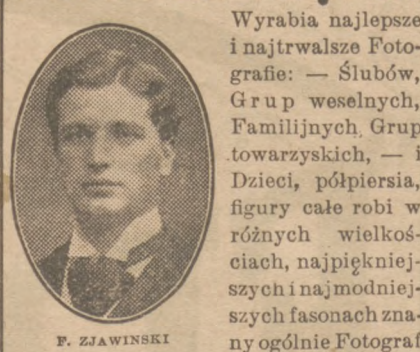 Wyrabia najlepsze
i najtrwalsze Foto-
grafie: — Ślubów,
Grup weselnych,
Familijnych, Grup
towarzyskich, — i
Dzieci, półpiersia,
figury całe robi w
różnych wielkoś-
ciach, najpiękniej-
szych i najmodniej-
szych fasonach zna-
ny ogólnie Fotograf
F. ZJAWINSKI